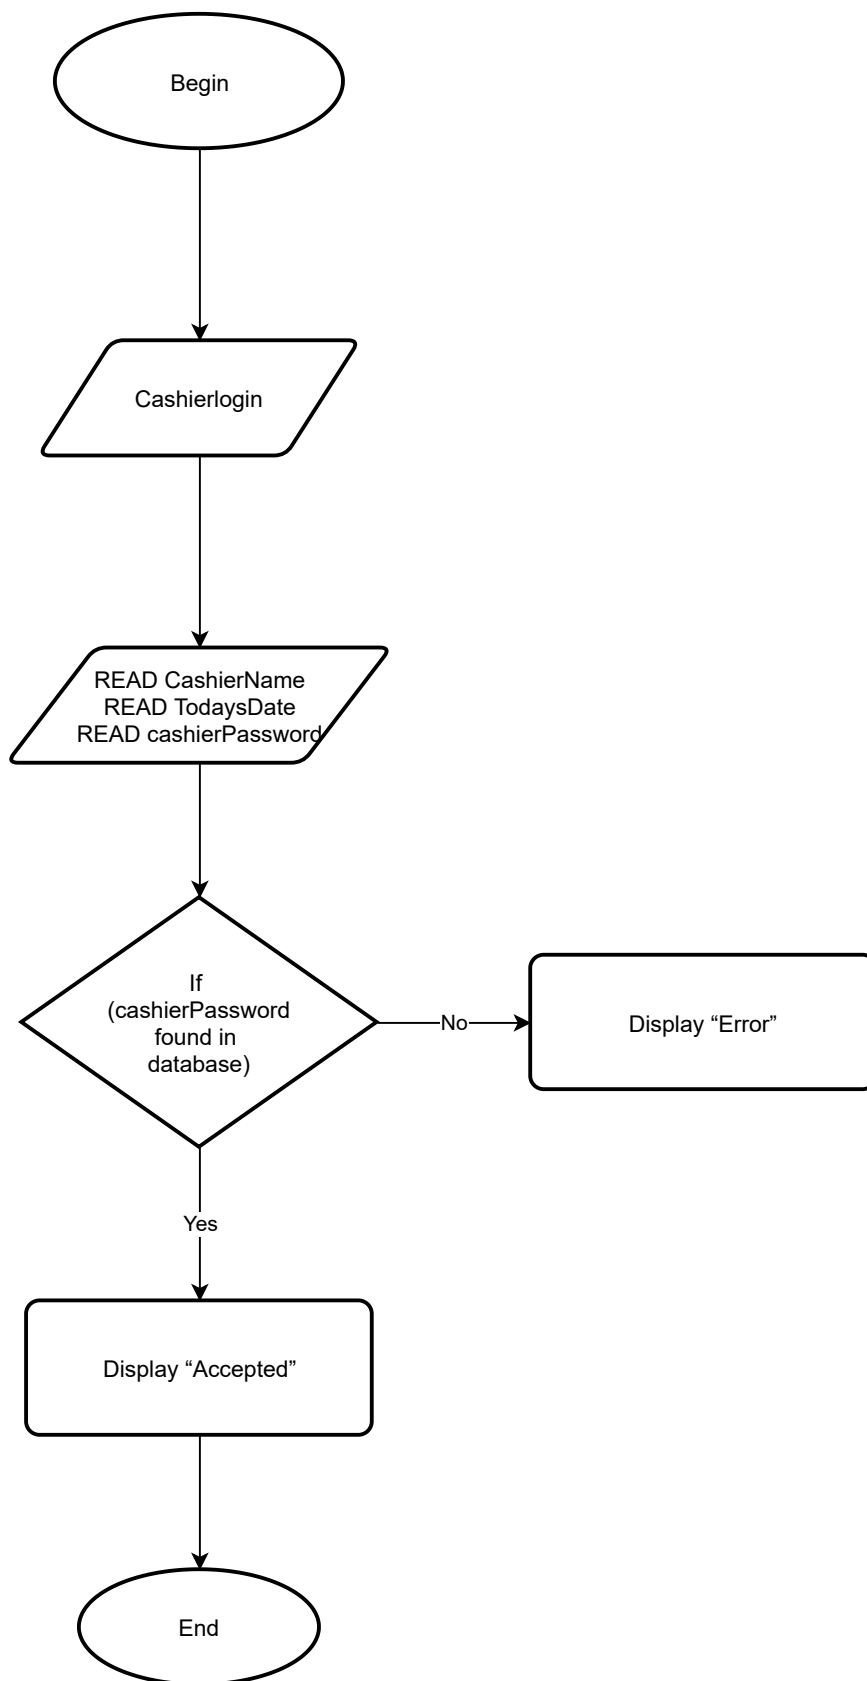 Begin
Cashierlogin
READ CashierName
READ TodaysDate
READ cashierPassword
If
(cashierPassword
found in
database)
No
Display “Error”
Yes
Display “Accepted”
End